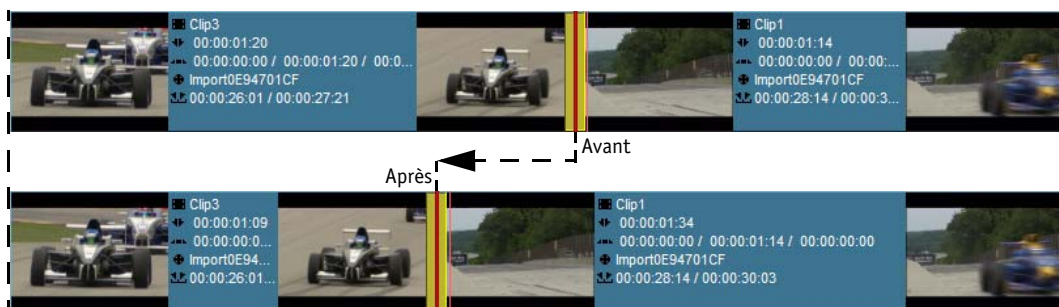 Clip3
00:00:01:20
00:00:00:00 / 00:00:01:20 / 00:0...
Import0E94701CF
00:00:26:01 / 00:00:27:21
Clip1
00:00:01:14
00:00:00:00 / 00:00:...
Import0E94701CF
00:00:28:14 / 00:00:3...
Avant
Après
Clip3
00:00:01:09
00:00:00:0...
Import0E94...
00:00:26:01...
Clip1
00:00:01:34
00:00:00:00 / 00:00:01:14 / 00:00:00:00
Import0E94701CF
00:00:28:14 / 00:00:30:03